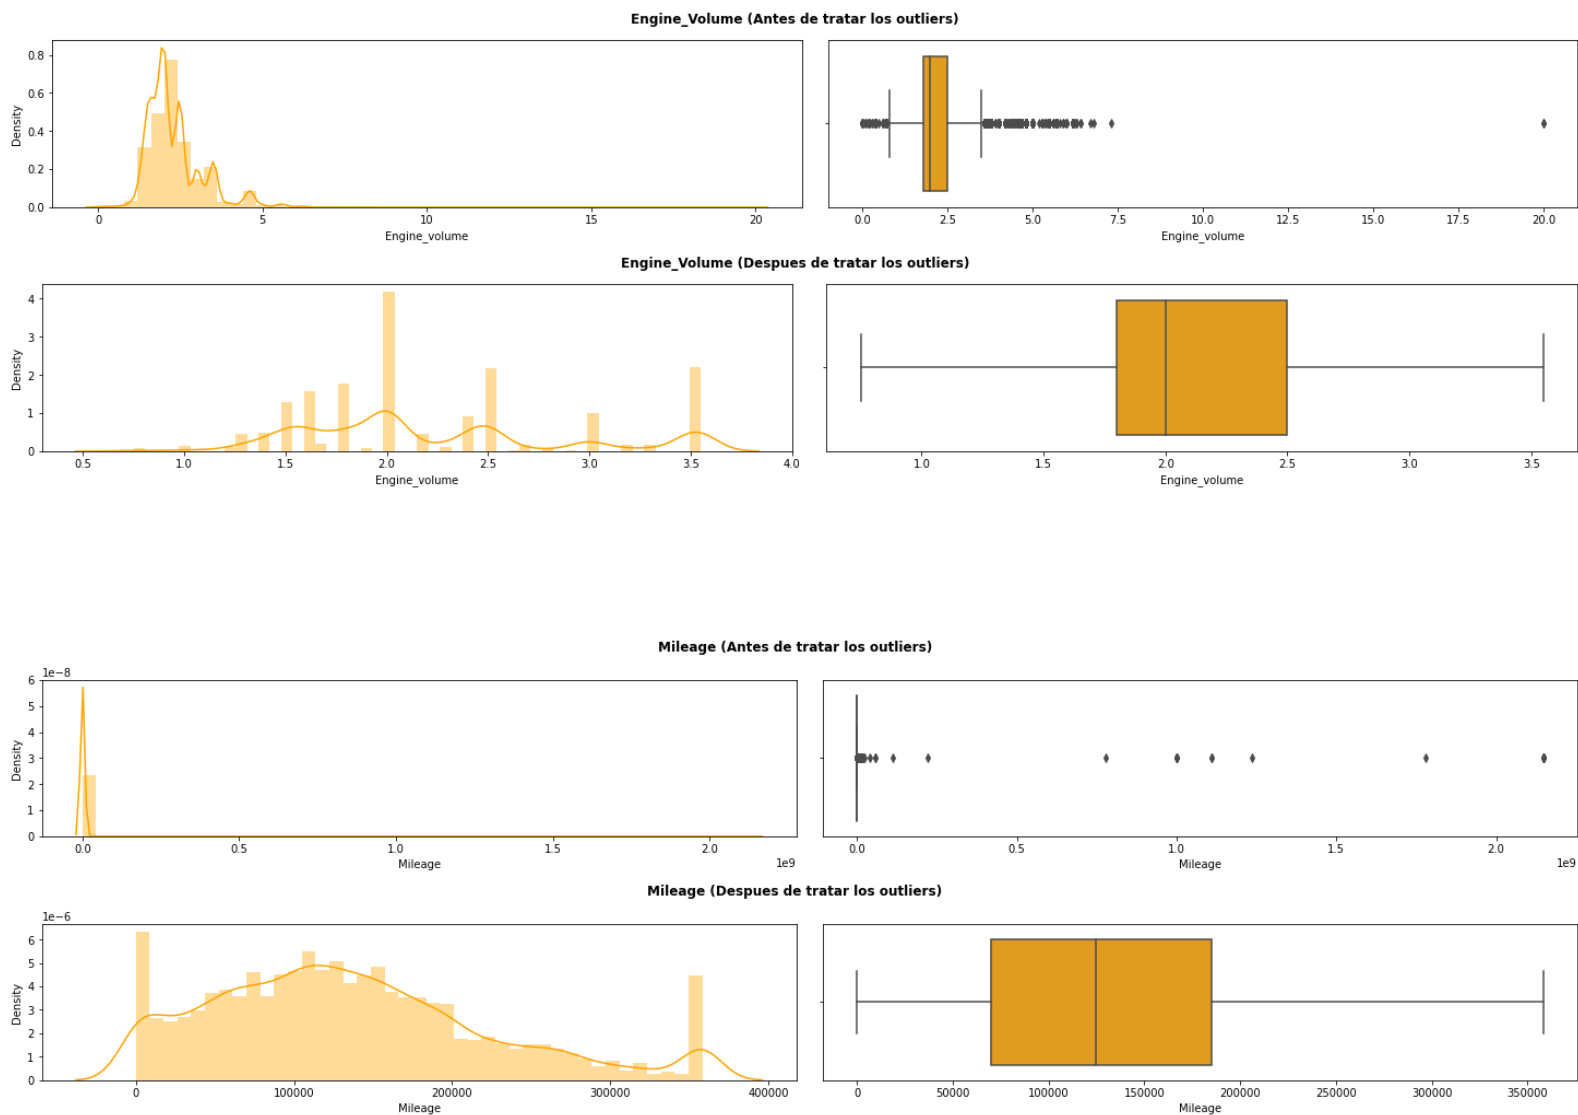 Engine_Volume (Antes de tratar los outliers)
Density
0.8
0.6
0.4
0.2
0.0
0 5 10 15 20
Engine_volume
0.0 2.5 5.0 7.5 10.0 12.5 15.0 17.5 20.0
Engine_volume
Engine_Volume (Despues de tratar los outliers)
Density
4
3
2
1
0
0.5 1.0 1.5 2.0 2.5 3.0 3.5 4.0
Engine_volume
1.0 1.5 2.0 2.5 3.0 3.5
Engine_volume
Mileage (Antes de tratar los outliers)
1e−8
Density
6
5
4
3
2
1
0
0.0 0.5 1.0 1.5 2.0
1e9
Mileage
0.0 0.5 1.0 1.5 2.0
1e9
Mileage
Mileage (Despues de tratar los outliers)
1e−6
Density
6
5
4
3
2
1
0
0 100000 200000 300000 400000
Mileage
0 50000 100000 150000 200000 250000 300000 350000
Mileage